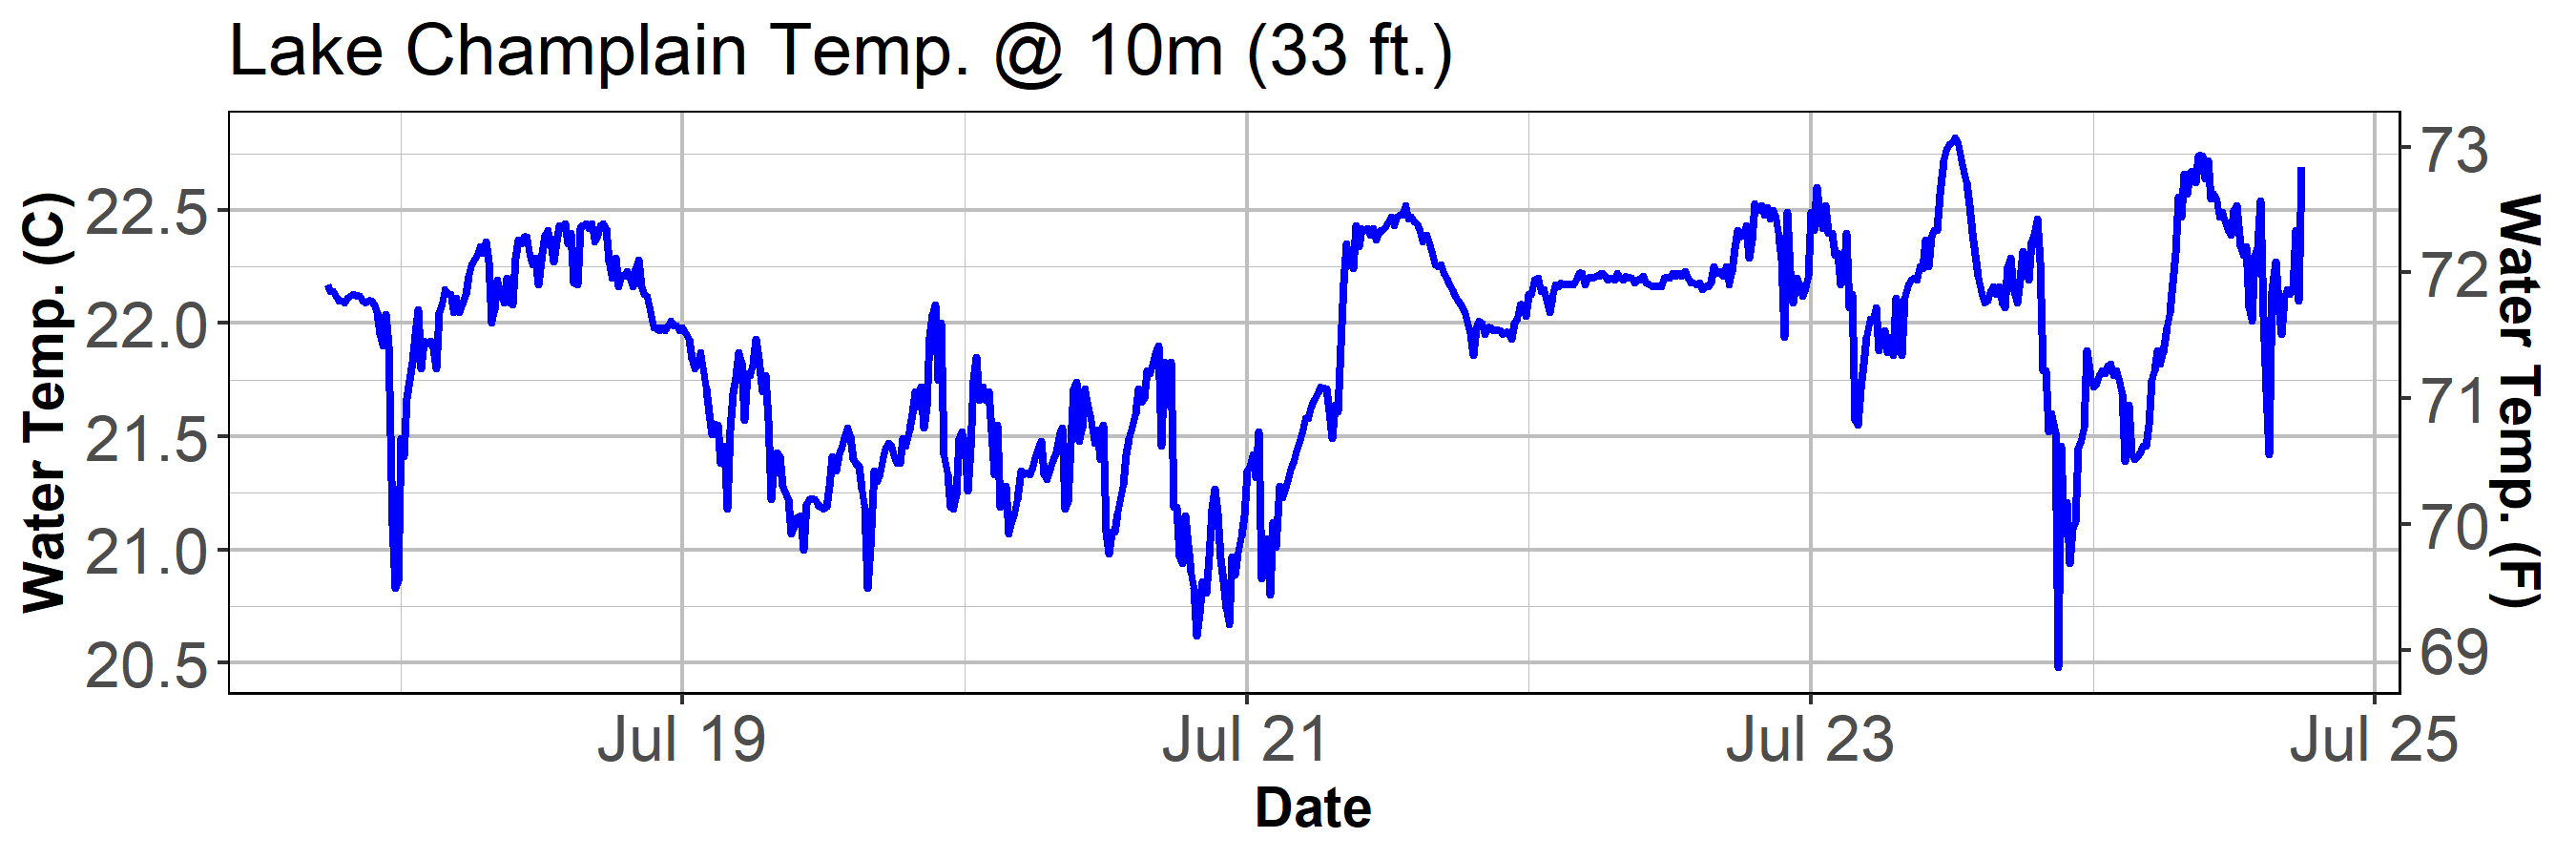 Lake Champlain Temp. @ 10m (33 ft.)
Water Temp. (C)
22.5
22.0
21.5
21.0
20.5
73
72
71
70
69
Water Temp. (F)
Jul 19
Jul 21
Jul 23
Jul 25
Date